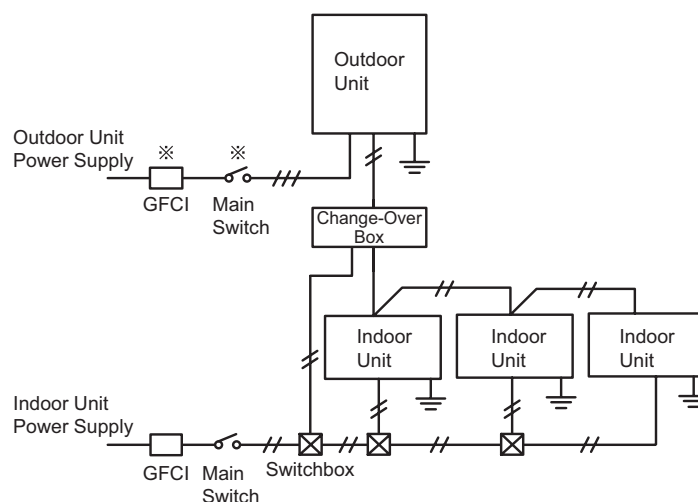 Outdoor
Unit
Outdoor Unit
Power Supply
※
※
GFCI
Main
Switch
Change-Over
Box
Indoor
Unit
Indoor
Unit
Indoor
Unit
Indoor Unit
Power Supply
GFCI
Main
Switch
Switchbox